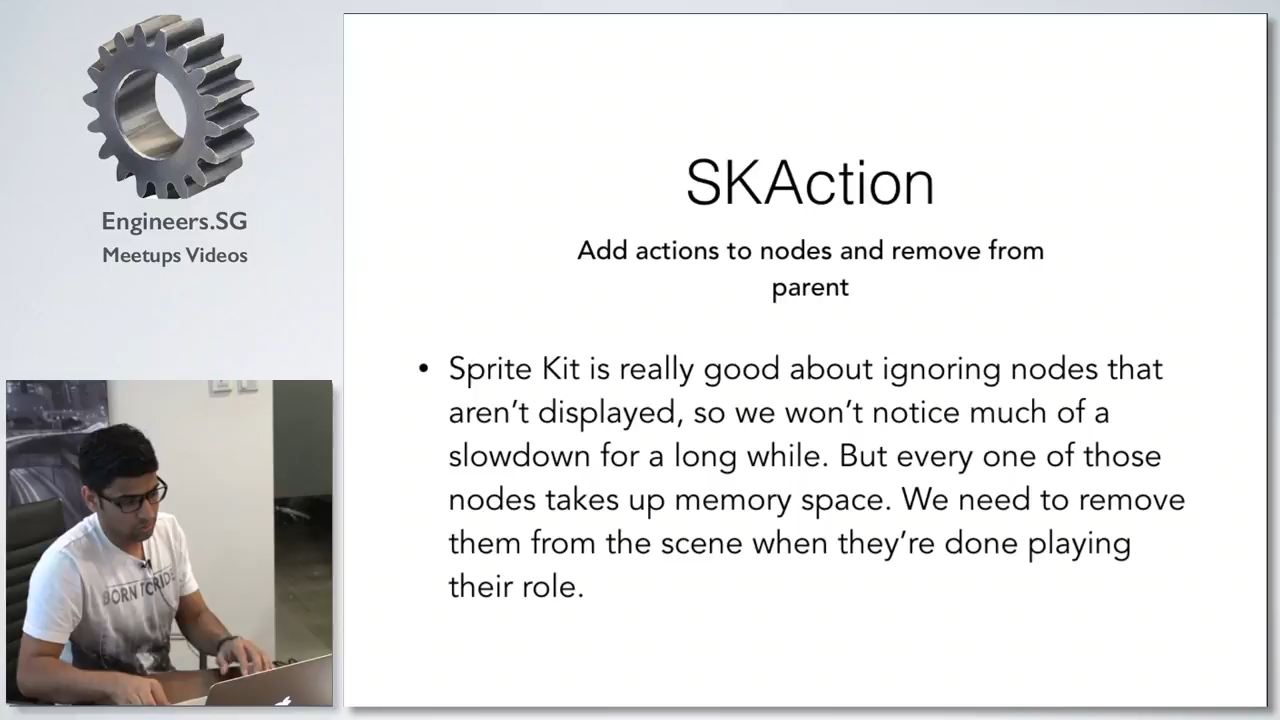 Engineers.SG
Meetups Videos
SKAction
Add actions to nodes and remove from
parent
• Sprite Kit is really good about ignoring nodes that
aren't displayed, so we won't notice much of a
slowdown for a long while. But every one of those
nodes takes up memory space. We need to remove
them from the scene when they're done playing
their role.
BORN TO RIDE